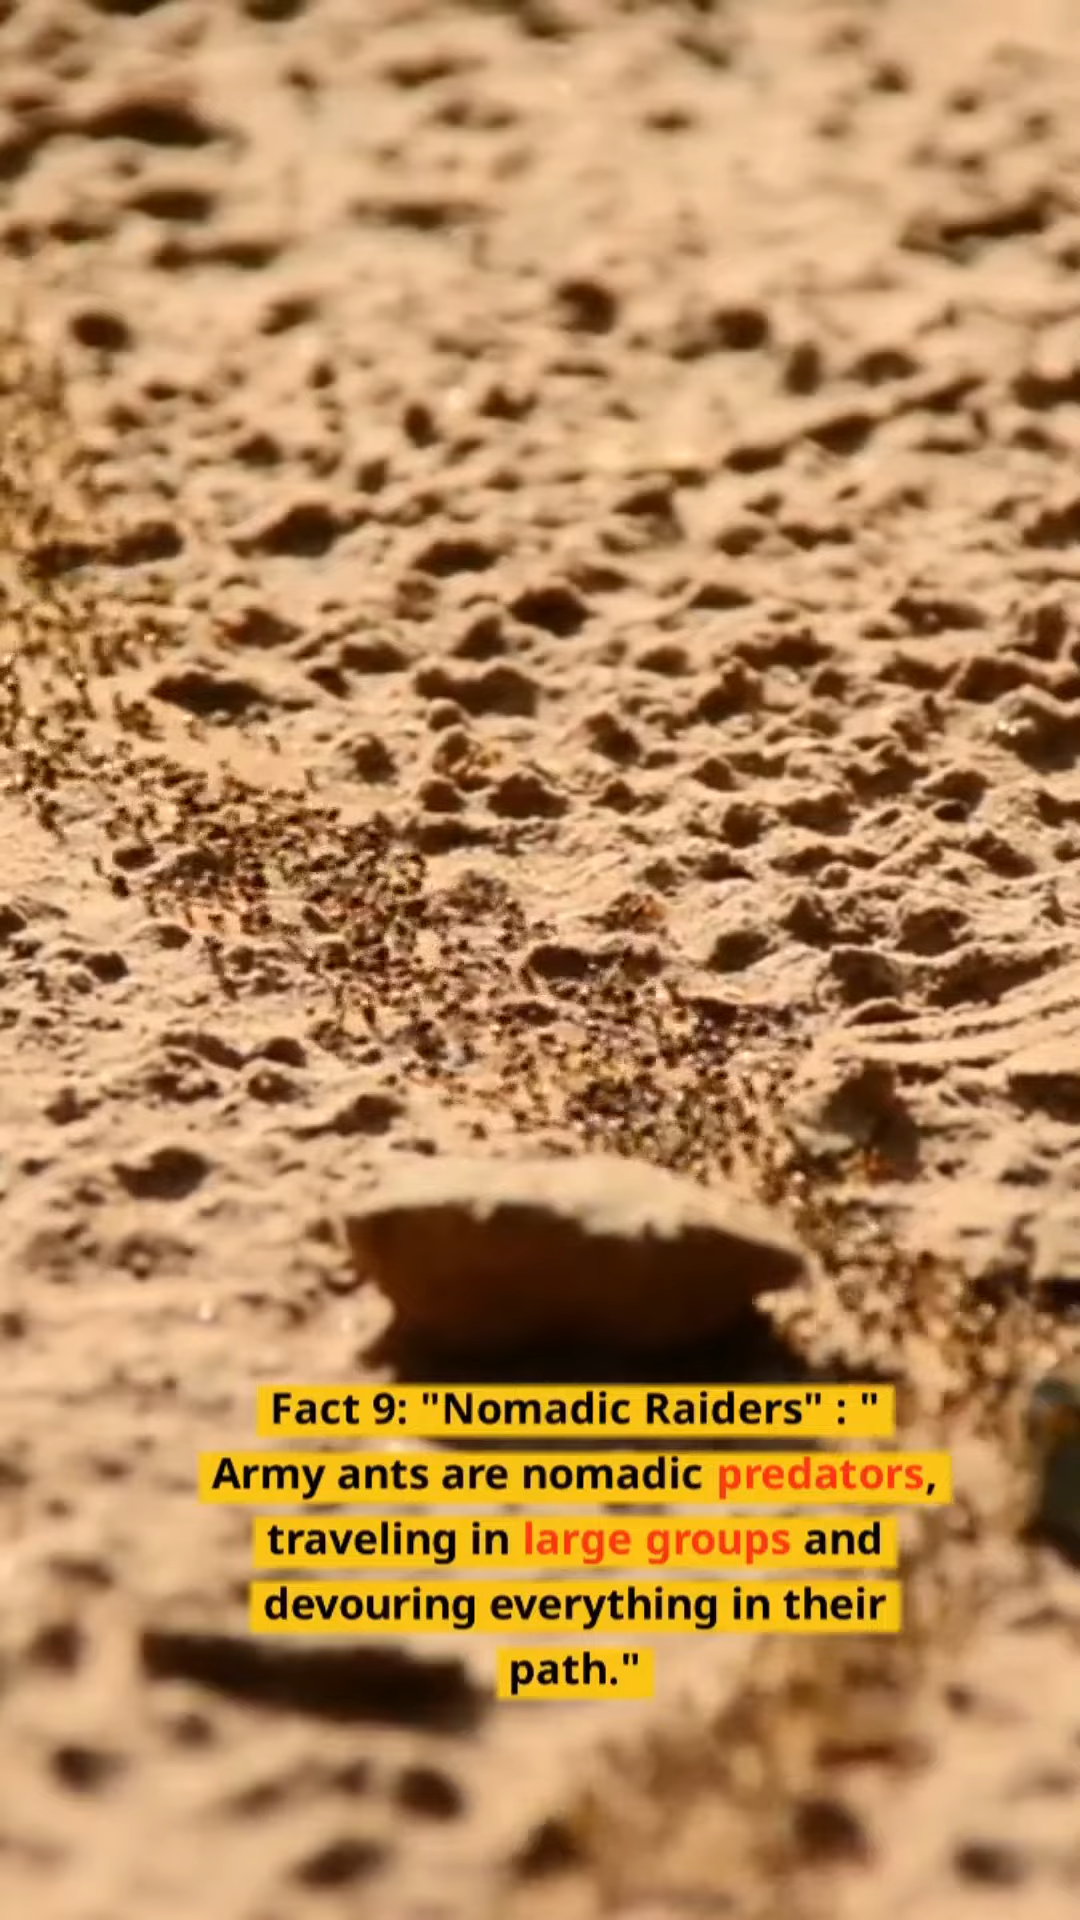 Fact 9: "Nomadic Raiders" : "
Army ants are nomadic predators,
traveling in large groups and
devouring everything in their
path."